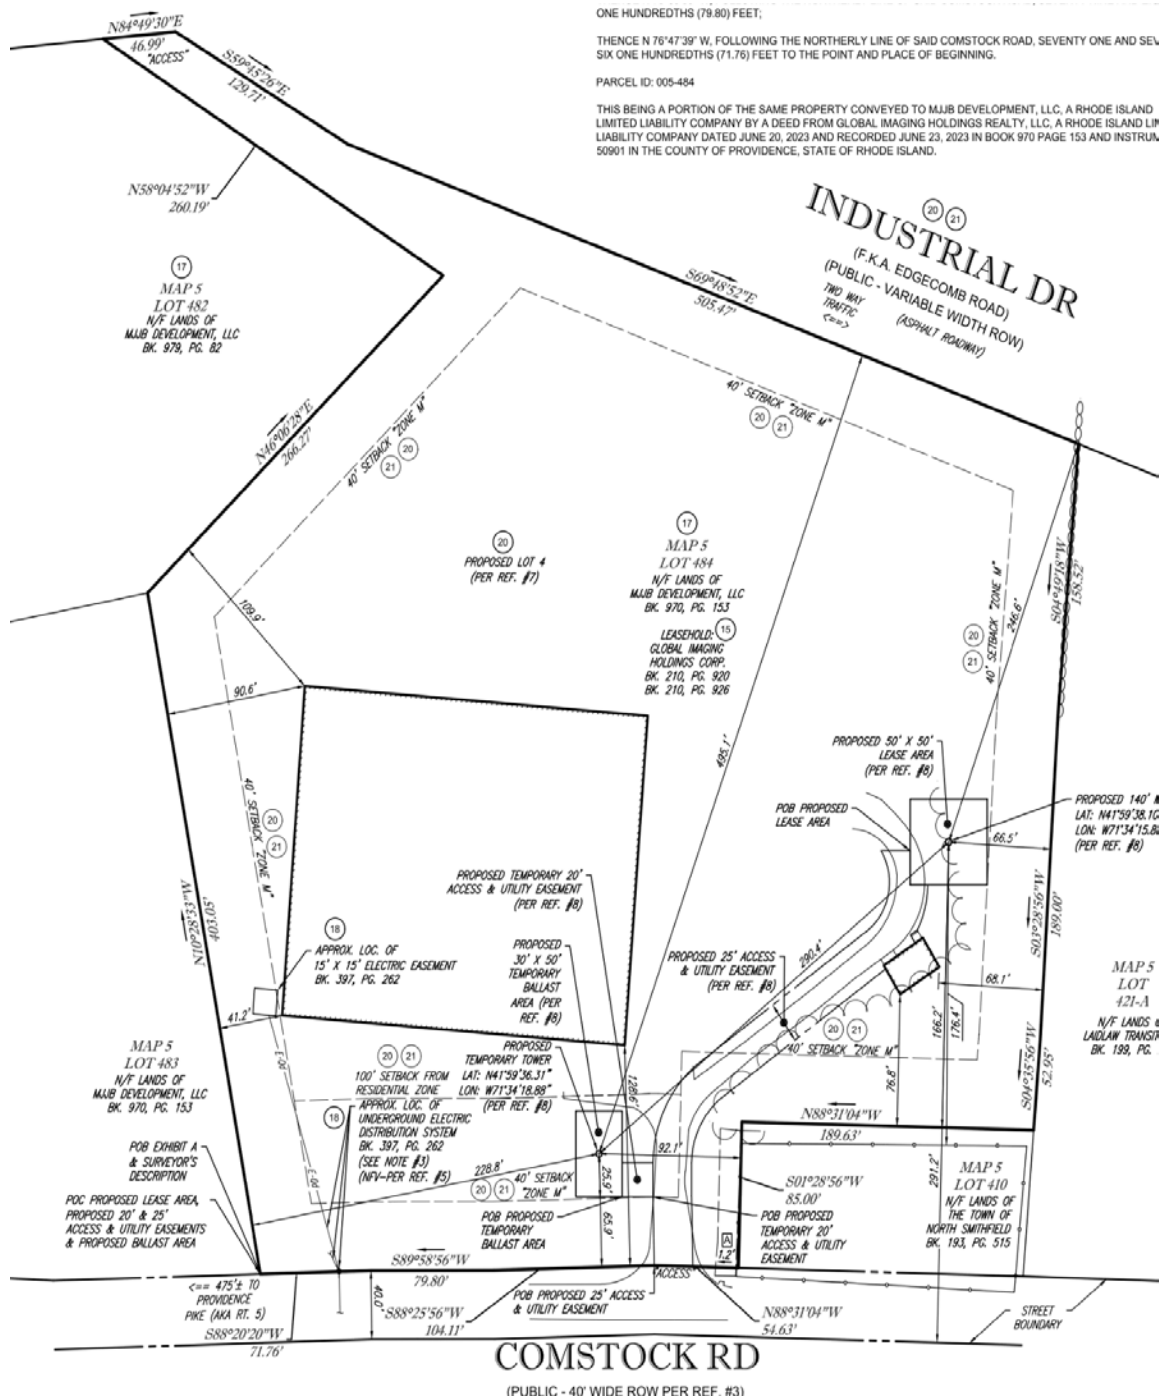 ONE HUNDREDTHS (79.80) FEET;
THENCE N 76°47'39" W, FOLLOWING THE NORTHERLY LINE OF SAID COMSTOCK ROAD, SEVENTY ONE AND
SIX ONE HUNDREDTHS (71.76) FEET TO THE POINT AND PLACE OF BEGINNING.
PARCEL ID: 005-484
THIS BEING A PORTION OF THE SAME PROPERTY CONVEYED TO MJJB DEVELOPMENT, LLC, A RHODE ISLAND
LIMITED LIABILITY COMPANY BY A DEED FROM GLOBAL IMAGING HOLDINGS REALTY, LLC, A RHODE ISLAND
LIABILITY COMPANY DATED JUNE 20, 2023 AND RECORDED JUNE 23, 2023 IN BOOK 970 PAGE 153 AND
50901 IN THE COUNTY OF PROVIDENCE, STATE OF RHODE ISLAND.
N84°49'30"E
46.99'
"ACCESS"
S59°45'26"E
129.71'
N58°04'52"W
260.19'
17
MAP 5
LOT 482
N/F LANDS OF
MJJB DEVELOPMENT, LLC
BK. 979, PG. 82
20 21
INDUSTRIAL DR
(F.K.A. EDGECOMB ROAD)
(PUBLIC - VARIABLE WIDTH ROW)
TWO WAY
TRAFFIC
<==>
(ASPHALT ROADWAY)
S69°48'52"E
505.47'
40' SETBACK "ZONE M"
20 21
N46°06'28"E
266.27'
40' SETBACK "ZONE M"
21 20
20
PROPOSED LOT 4
(PER REF. #7)
17
MAP 5
LOT 484
N/F LANDS OF
MJJB DEVELOPMENT, LLC
BK. 970, PG. 153
LEASEHOLD: 15
GLOBAL IMAGING
HOLDINGS CORP.
BK. 210, PG. 920
BK. 210, PG. 926
S04°49'18"W
158.52'
246.6'
20
21
40' SETBACK "ZONE M"
109.9'
90.6'
495.1'
PROPOSED 50' X 50'
LEASE AREA
(PER REF. #8)
POB PROPOSED
LEASE AREA
PROPOSED 140'
LAT: N41°59'38.10
LON: W71°34'15.82
(PER REF. #8)
66.5'
40' SETBACK "ZONE M"
20
21
PROPOSED TEMPORARY 20'
ACCESS & UTILITY EASEMENT
(PER REF. #8)
N10°28'33"W
403.05'
18
APPROX. LOC. OF
15' X 15' ELECTRIC EASEMENT
BK. 397, PG. 262
PROPOSED
30' X 50'
TEMPORARY
BALLAST
AREA (PER
REF. #8)
PROPOSED 25' ACCESS
& UTILITY EASEMENT
(PER REF. #8)
290.4'
S03°28'56"W
189.00'
68.1'
MAP 5
LOT
421-A
N/F LANDS
LAIDLAW TRANSIT
BK. 199, PG.
41.2'
MAP 5
LOT 483
N/F LANDS OF
MJJB DEVELOPMENT, LLC
BK. 970, PG. 153
E-04
20 21
100' SETBACK FROM
RESIDENTIAL ZONE
18
APPROX. LOC. OF
UNDERGROUND ELECTRIC
DISTRIBUTION SYSTEM
BK. 397, PG. 262
(SEE NOTE #3)
(NFV-PER REF. #5)
PROPOSED
TEMPORARY TOWER
LAT: N41°59'36.31"
LON: W71°34'18.88"
(PER REF. #8)
128.6'
20 21
40' SETBACK "ZONE M"
76.8'
166.2'
176.4'
S04°35'56"W
52.95'
N88°31'04"W
189.63'
POB EXHIBIT A
& SURVEYOR'S
DESCRIPTION
POC PROPOSED LEASE AREA,
PROPOSED 20' & 25'
ACCESS & UTILITY EASEMENTS
& PROPOSED BALLAST AREA
E-04
228.8'
40' SETBACK
20 21 "ZONE M"
25.9'
65.9'
92.1'
POB PROPOSED
TEMPORARY
BALLAST AREA
S01°28'56"W
85.00'
POB PROPOSED
TEMPORARY 20'
ACCESS & UTILITY
EASEMENT
A
1.2'
291.2'
MAP 5
LOT 410
N/F LANDS OF
THE TOWN OF
NORTH SMITHFIELD
BK. 193, PG. 515
<== 475'± TO
PROVIDENCE
PIKE (AKA RT. 5)
S89°58'56"W
79.80'
"ACCESS"
40.0'
S88°25'56"W
104.11'
POB PROPOSED 25' ACCESS
& UTILITY EASEMENT
N88°31'04"W
54.63'
STREET
BOUNDARY
S88°20'20"W
71.76'
COMSTOCK RD
(PUBLIC - 40' WIDE ROW PER REF. #3)